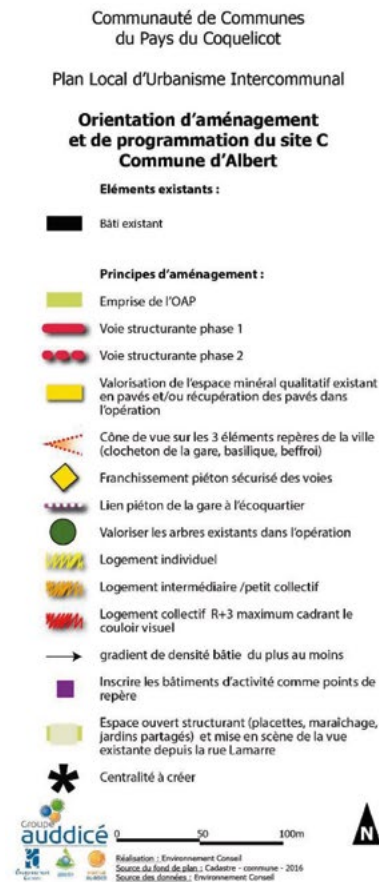 Communauté de Communes
du Pays du Coquelicot
Plan Local d'Urbanisme Intercommunal
Orientation d'aménagement
et de programmation du site C
Commune d'Albert
Eléments existants :
Bâti existant
Principes d'aménagement :
Emprise de l'OAP
Voie structurante phase 1
Voie structurante phase 2
Valorisation de l'espace minéral qualitatif existant
en pavés et/ou récupération des pavés dans
l'opération
Cône de vue sur les 3 éléments repères de la ville
(clocheton de la gare, basilique, beffroi)
Franchissement piéton sécurisé des voies
Lien piéton de la gare à l'écoquartier
Valoriser les arbres existants dans l'opération
Logement individuel
Logement intermédiaire /petit collectif
Logement collectif R+3 maximum cadrant le
couloir visuel
gradient de densité bâtie du plus au moins
Inscrire les bâtiments d'activité comme points de
repère
Espace ouvert structurant (placettes, maraîchage,
jardins partagés) et mise en scène de la vue
existante depuis la rue Lamarre
Centralité à créer
Groupe
auddicé
0 50 100m
N
Réalisation : Environnement Conseil
Source du fond de plan : Cadastre - commune - 2016
Source des données : Environnement Conseil